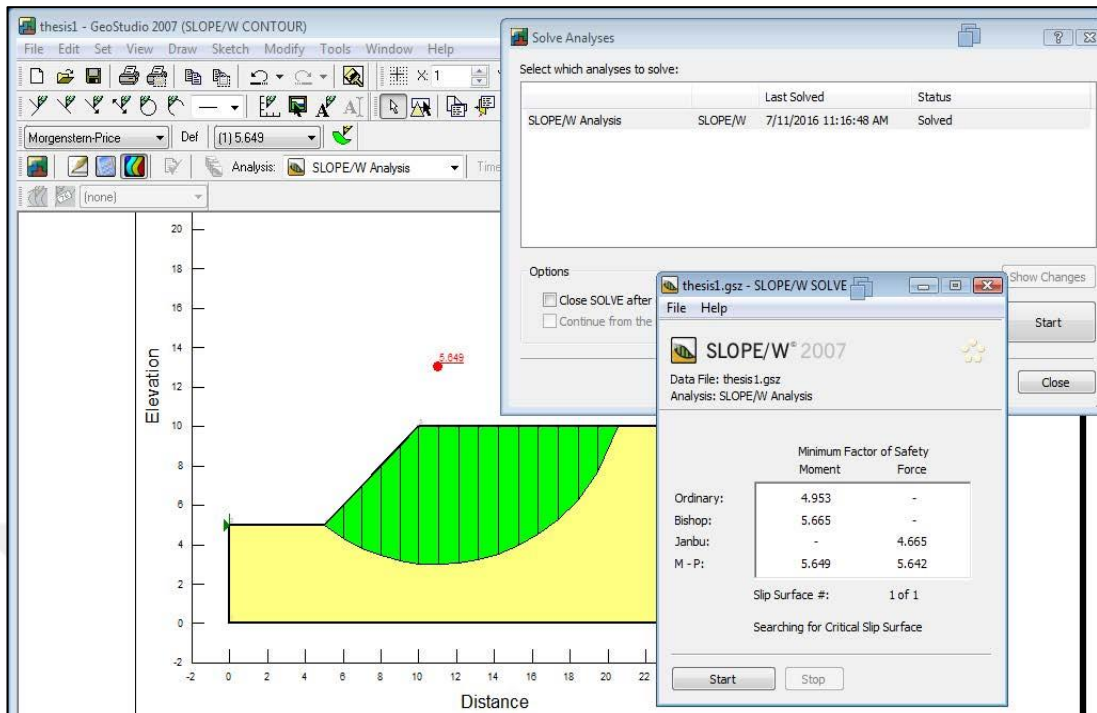 thesis1 - GeoStudio 2007 (SLOPE/W CONTOUR)
File Edit Set View Draw Sketch Modify Tools Window Help
X: 1
Morgenstern-Price Def (1) 5.649
Analysis: SLOPE/W Analysis Time
(none)
Elevation
20
18
16
14
12
10
8
6
4
2
0
-2
5.649
-2 0 2 4 6 8 10 12 14 16 18 20 22
Distance
Solve Analyses
Select which analyses to solve:
Last Solved Status
SLOPE/W Analysis SLOPE/W 7/11/2016 11:16:48 AM Solved
Options
Close SOLVE after
Continue from the
Show Changes
Start
Close
thesis1.gsz - SLOPE/W SOLVE
File Help
SLOPE/W® 2007
Data File: thesis1.gsz
Analysis: SLOPE/W Analysis
Minimum Factor of Safety
Moment Force
Ordinary: 4.953 -
Bishop: 5.665 -
Janbu: - 4.665
M - P: 5.649 5.642
Slip Surface #: 1 of 1
Searching for Critical Slip Surface
Start Stop